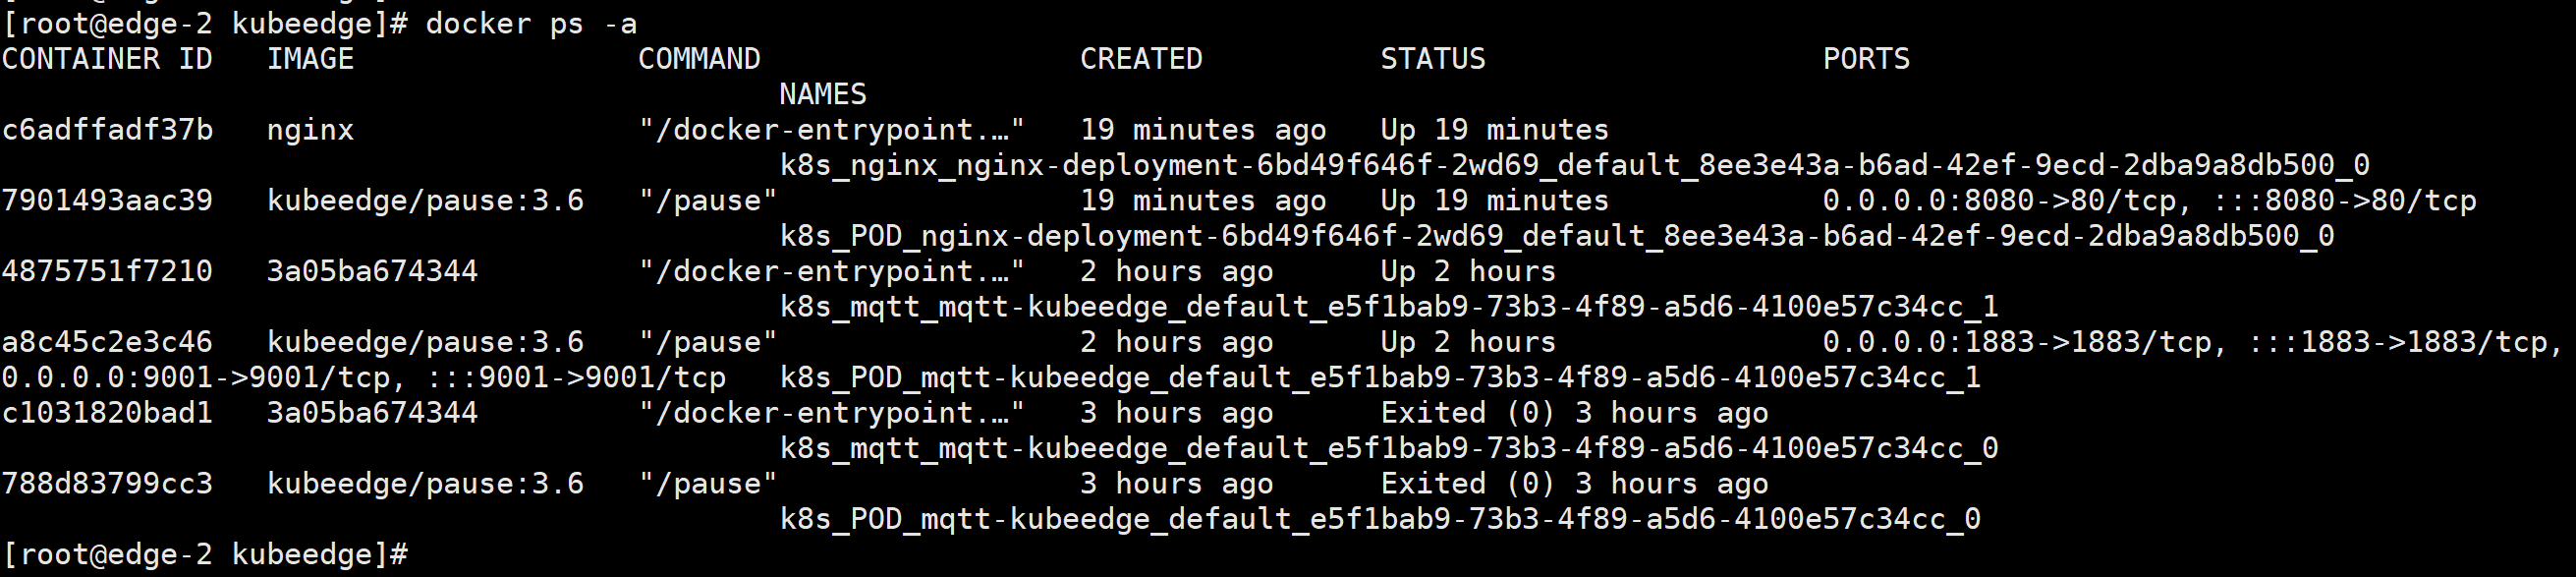 [root@edge-2 kubeedge]# docker ps -a
CONTAINER ID   IMAGE                COMMAND                  CREATED          STATUS                   PORTS
                                            NAMES
c6adffadf37b   nginx                "/docker-entrypoint.…"   19 minutes ago   Up 19 minutes
                                            k8s_nginx_nginx-deployment-6bd49f646f-2wd69_default_8ee3e43a-b6ad-42ef-9ecd-2dba9a8db500_0
7901493aac39   kubeedge/pause:3.6   "/pause"                 19 minutes ago   Up 19 minutes            0.0.0.0:8080->80/tcp, :::8080->80/tcp
                                            k8s_POD_nginx-deployment-6bd49f646f-2wd69_default_8ee3e43a-b6ad-42ef-9ecd-2dba9a8db500_0
4875751f7210   3a05ba674344         "/docker-entrypoint.…"   2 hours ago      Up 2 hours
                                            k8s_mqtt_mqtt-kubeedge_default_e5f1bab9-73b3-4f89-a5d6-4100e57c34cc_1
a8c45c2e3c46   kubeedge/pause:3.6   "/pause"                 2 hours ago      Up 2 hours               0.0.0.0:1883->1883/tcp, :::1883->1883/tcp,
0.0.0.0:9001->9001/tcp, :::9001->9001/tcp   k8s_POD_mqtt-kubeedge_default_e5f1bab9-73b3-4f89-a5d6-4100e57c34cc_1
c1031820bad1   3a05ba674344         "/docker-entrypoint.…"   3 hours ago      Exited (0) 3 hours ago
                                            k8s_mqtt_mqtt-kubeedge_default_e5f1bab9-73b3-4f89-a5d6-4100e57c34cc_0
788d83799cc3   kubeedge/pause:3.6   "/pause"                 3 hours ago      Exited (0) 3 hours ago
                                            k8s_POD_mqtt-kubeedge_default_e5f1bab9-73b3-4f89-a5d6-4100e57c34cc_0
[root@edge-2 kubeedge]#